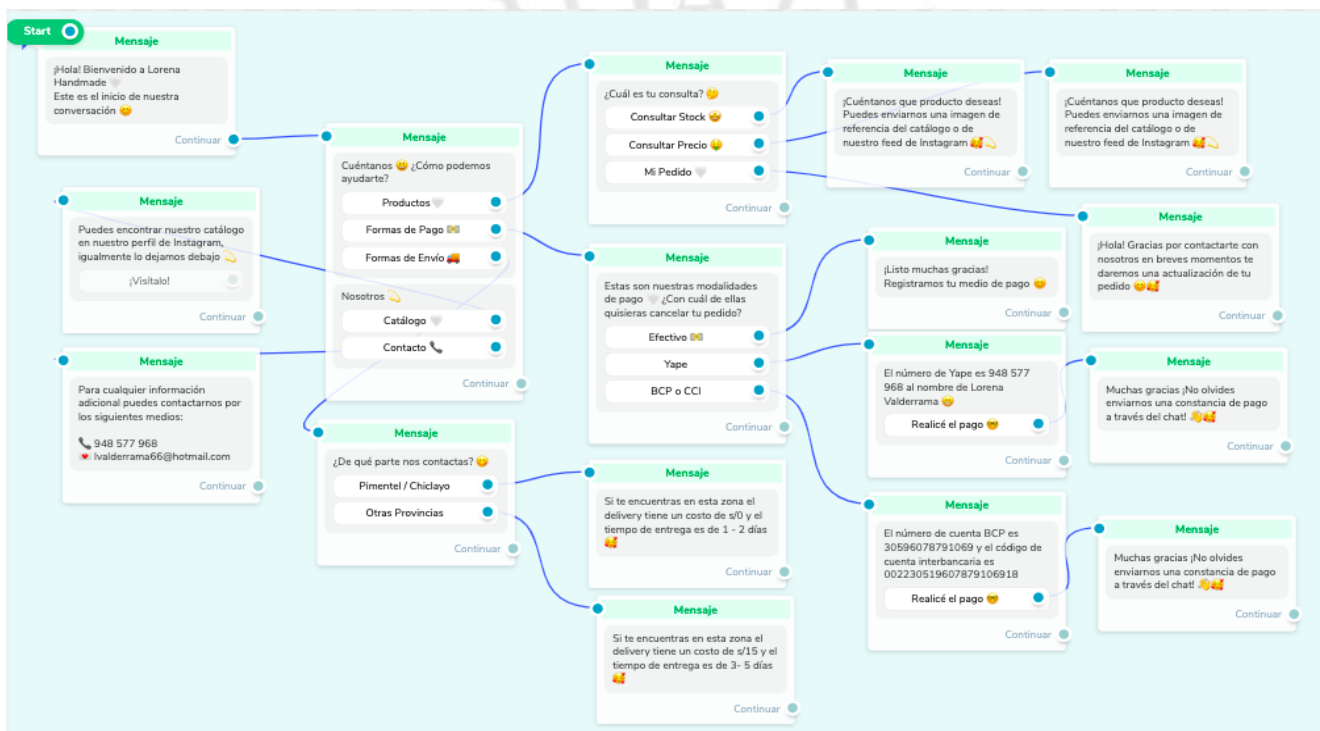 Start
Mensaje
¡Hola! Bienvenido a Lorena
Handmade 🤍
Este es el inicio de nuestra
conversación 😊
Continuar
Mensaje
Cuéntanos 😀 ¿Cómo podemos
ayudarte?
Productos 🤍
Formas de Pago 💵
Formas de Envío 🚚
Nosotros 💫
Catálogo 🤍
Contacto 📞
Continuar
Mensaje
Puedes encontrar nuestro catálogo
en nuestro perfil de Instagram,
igualmente lo dejamos debajo 💫
¡Visítalo!
Continuar
Mensaje
Para cualquier información
adicional puedes contactarnos por
los siguientes medios:
📞 948 577 968
💌 lvalderrama66@hotmail.com
Continuar
Mensaje
¿De qué parte nos contactas? 😋
Pimentel / Chiclayo
Otras Provincias
Continuar
Mensaje
¿Cuál es tu consulta? 🤔
Consultar Stock 🤩
Consultar Precio 🤑
Mi Pedido 🤍
Continuar
Mensaje
¡Cuéntanos que producto deseas!
Puedes enviarnos una imagen de
referencia del catálogo o de
nuestro feed de Instagram 🥰💫
Continuar
Mensaje
¡Cuéntanos que producto deseas!
Puedes enviarnos una imagen de
referencia del catálogo o de
nuestro feed de Instagram 🥰💫
Continuar
Mensaje
¡Hola! Gracias por contactarte con
nosotros en breves momentos te
daremos una actualización de tu
pedido 😊🥰
Continuar
Mensaje
Estas son nuestras modalidades
de pago 🤍 ¿Con cuál de ellas
quisieras cancelar tu pedido?
Efectivo 💵
Yape
BCP o CCI
Continuar
Mensaje
¡Listo muchas gracias!
Registramos tu medio de pago 😊
Continuar
Mensaje
El número de Yape es 948 577
968 al nombre de Lorena
Valderrama 😁
Realicé el pago 🤓
Continuar
Mensaje
Muchas gracias ¡No olvides
enviarnos una constancia de pago
a través del chat! 👋🥰
Continuar
Mensaje
El número de cuenta BCP es
30596078791069 y el código de
cuenta interbancaria es
002230519607879106918
Realicé el pago 🤓
Continuar
Mensaje
Muchas gracias ¡No olvides
enviarnos una constancia de pago
a través del chat! 👋🥰
Continuar
Mensaje
Si te encuentras en esta zona el
delivery tiene un costo de s/0 y el
tiempo de entrega es de 1 - 2 días
🥰
Continuar
Mensaje
Si te encuentras en esta zona el
delivery tiene un costo de s/15 y el
tiempo de entrega es de 3- 5 días
🥰
Continuar